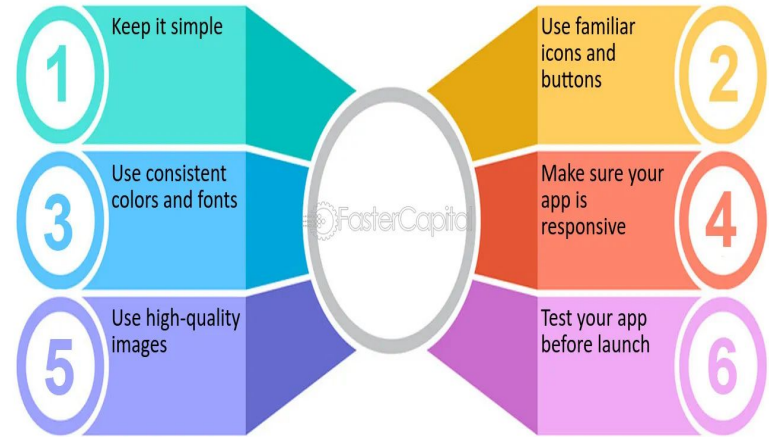 1
Keep it simple
2
Use familiar
icons and
buttons
3
Use consistent
colors and fonts
4
Make sure your
app is
responsive
FasterCapital
5
Use high-quality
images
6
Test your app
before launch